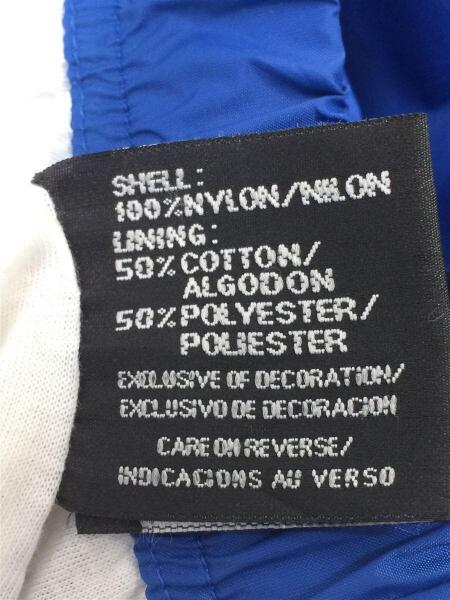 SHELL:
100%NYLON/NILON
LINING:
50%COTTON/
ALGODON
50%POLYESTER/
POLIESTER
EXCLUSIVE OF DECORATION/
EXCLUSIVO DE DECORACION
CARE ON REVERSE/
INDICACIONS AU VERSO